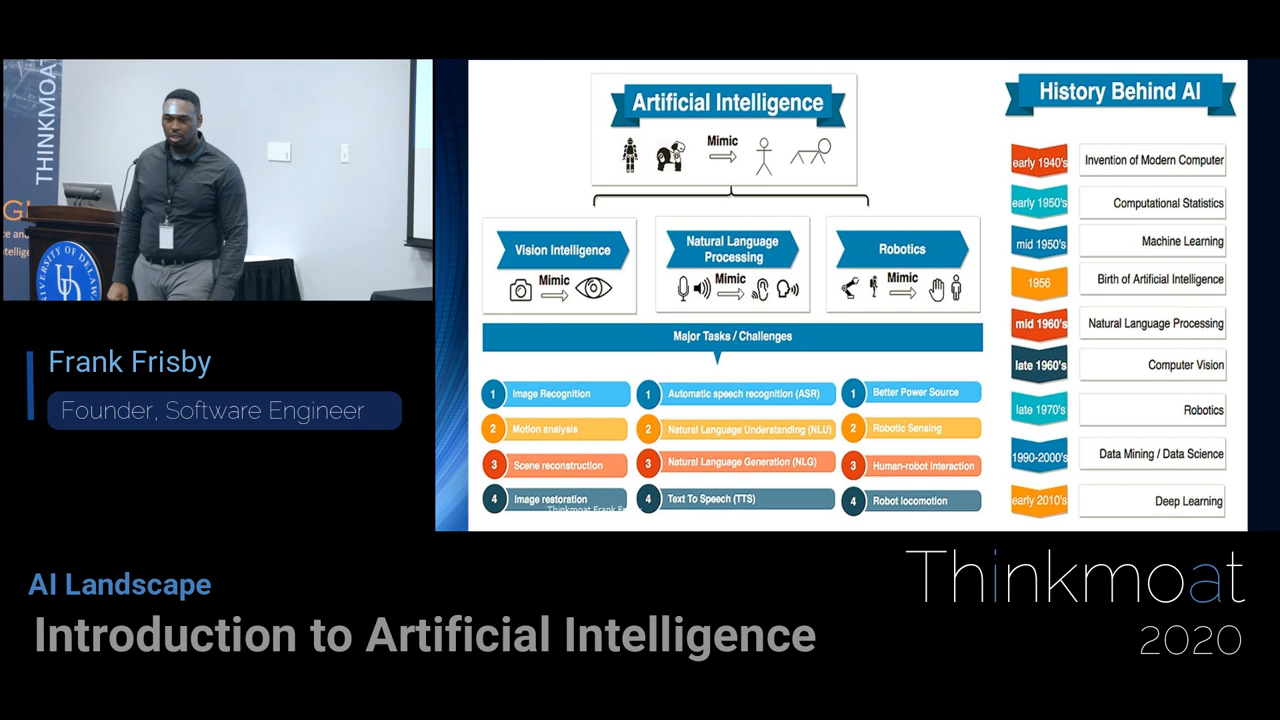 THINKMOAT
UNIVERSITY OF DELAW
UD
Frank Frisby
Founder, Software Engineer
AI Landscape
Introduction to Artificial Intelligence
Thinkmoat
2020
Artificial Intelligence
Mimic
Vision Intelligence
Mimic
Natural Language
Processing
Mimic
Robotics
Mimic
Major Tasks / Challenges
1 Image Recognition
2 Motion analysis
3 Scene reconstruction
4 Image restoration
1 Automatic speech recognition (ASR)
2 Natural Language Understanding (NLU)
3 Natural Language Generation (NLG)
4 Text To Speech (TTS)
1 Better Power Source
2 Robotic Sensing
3 Human-robot interaction
4 Robot locomotion
Thinkmoat Frank
History Behind AI
early 1940's Invention of Modern Computer
early 1950's Computational Statistics
mid 1950's Machine Learning
1956 Birth of Artificial Intelligence
mid 1960's Natural Language Processing
late 1960's Computer Vision
late 1970's Robotics
1990-2000's Data Mining / Data Science
early 2010's Deep Learning